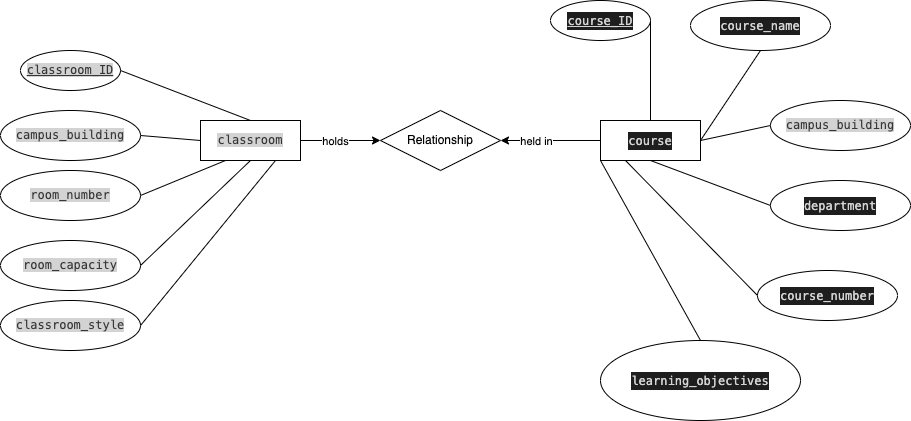 course_ID
course_name
classroom_ID
campus_building
campus_building
classroom
holds
Relationship
held in
course
room_number
department
room_capacity
course_number
classroom_style
learning_objectives